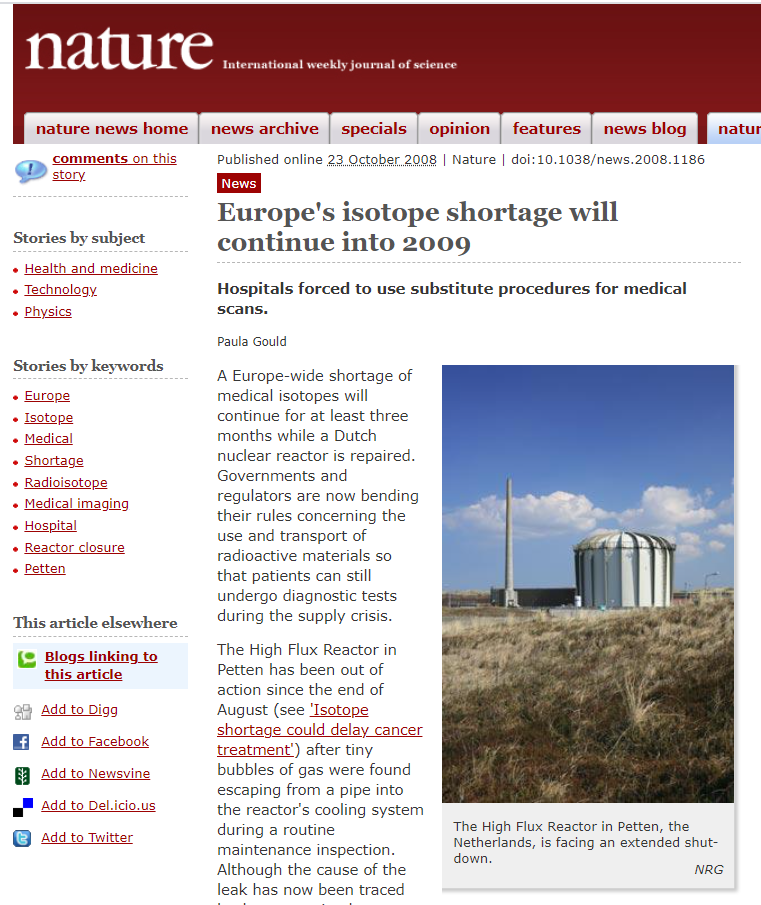 nature International weekly journal of science
nature news home
news archive
specials
opinion
features
news blog
natur
comments on this
story
Stories by subject
Health and medicine
Technology
Physics
Stories by keywords
Europe
Isotope
Medical
Shortage
Radioisotope
Medical imaging
Hospital
Reactor closure
Petten
This article elsewhere
Blogs linking to
this article
Add to Digg
Add to Facebook
Add to Newsvine
Add to Del.icio.us
Add to Twitter
Published online 23 October 2008 | Nature | doi:10.1038/news.2008.1186
News
Europe's isotope shortage will
continue into 2009
Hospitals forced to use substitute procedures for medical
scans.
Paula Gould
A Europe-wide shortage of
medical isotopes will
continue for at least three
months while a Dutch
nuclear reactor is repaired.
Governments and
regulators are now bending
their rules concerning the
use and transport of
radioactive materials so
that patients can still
undergo diagnostic tests
during the supply crisis.
The High Flux Reactor in
Petten has been out of
action since the end of
August (see 'Isotope
shortage could delay cancer
treatment') after tiny
bubbles of gas were found
escaping from a pipe into
the reactor's cooling system
during a routine
maintenance inspection.
Although the cause of the
leak has now been traced
The High Flux Reactor in Petten, the
Netherlands, is facing an extended shut-
down.
NRG